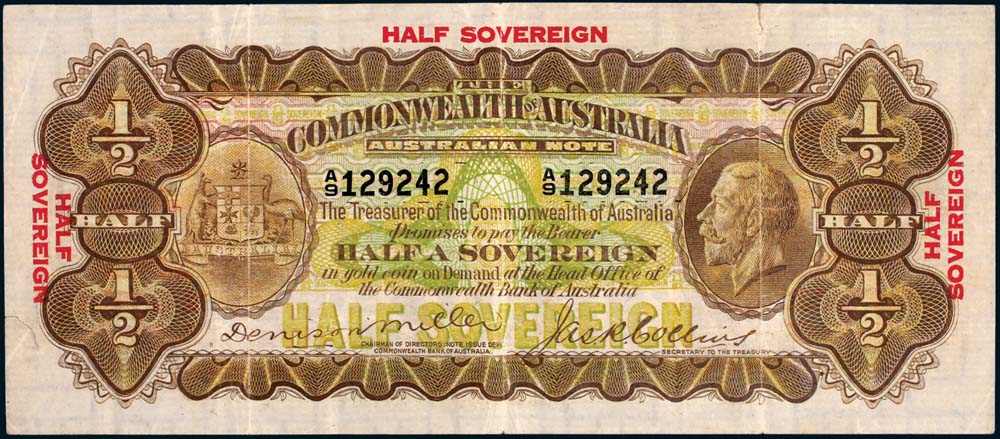 HALF SOVEREIGN
THE
COMMONWEALTH OF AUSTRALIA
AUSTRALIAN NOTE
1/2
1/2
A/9 129242
A/9 129242
HALF SOVEREIGN
HALF
AUSTRALIA
The Treasurer of the Commonwealth of Australia
Promises to pay the Bearer
HALF A SOVEREIGN
in gold coin on Demand at the Head Office of
the Commonwealth Bank of Australia
HALF
HALF SOVEREIGN
1/2
1/2
HALF SOVEREIGN
Denison Miller
Jas R Collins
CHAIRMAN OF DIRECTORS, NOTE ISSUE DEPT
COMMONWEALTH BANK OF AUSTRALIA.
SECRETARY TO THE TREASURY